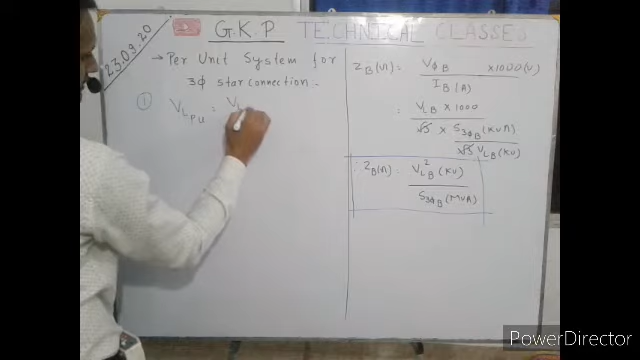 23.09.20
G.K.P TECHNICAL CLASSES
→ Per Unit System for
3Φ star connection.
① V_LPU = V_L
Z_B(Ω) = V_ΦB ×1000(V) / I_B(A)
= V_LB × 1000 / √3 × S_3ΦB(KVA) / √3 V_LB(KV)
∴ Z_B(Ω) = V_LB²(KV) / S_3ΦB(MVA)
PowerDirector